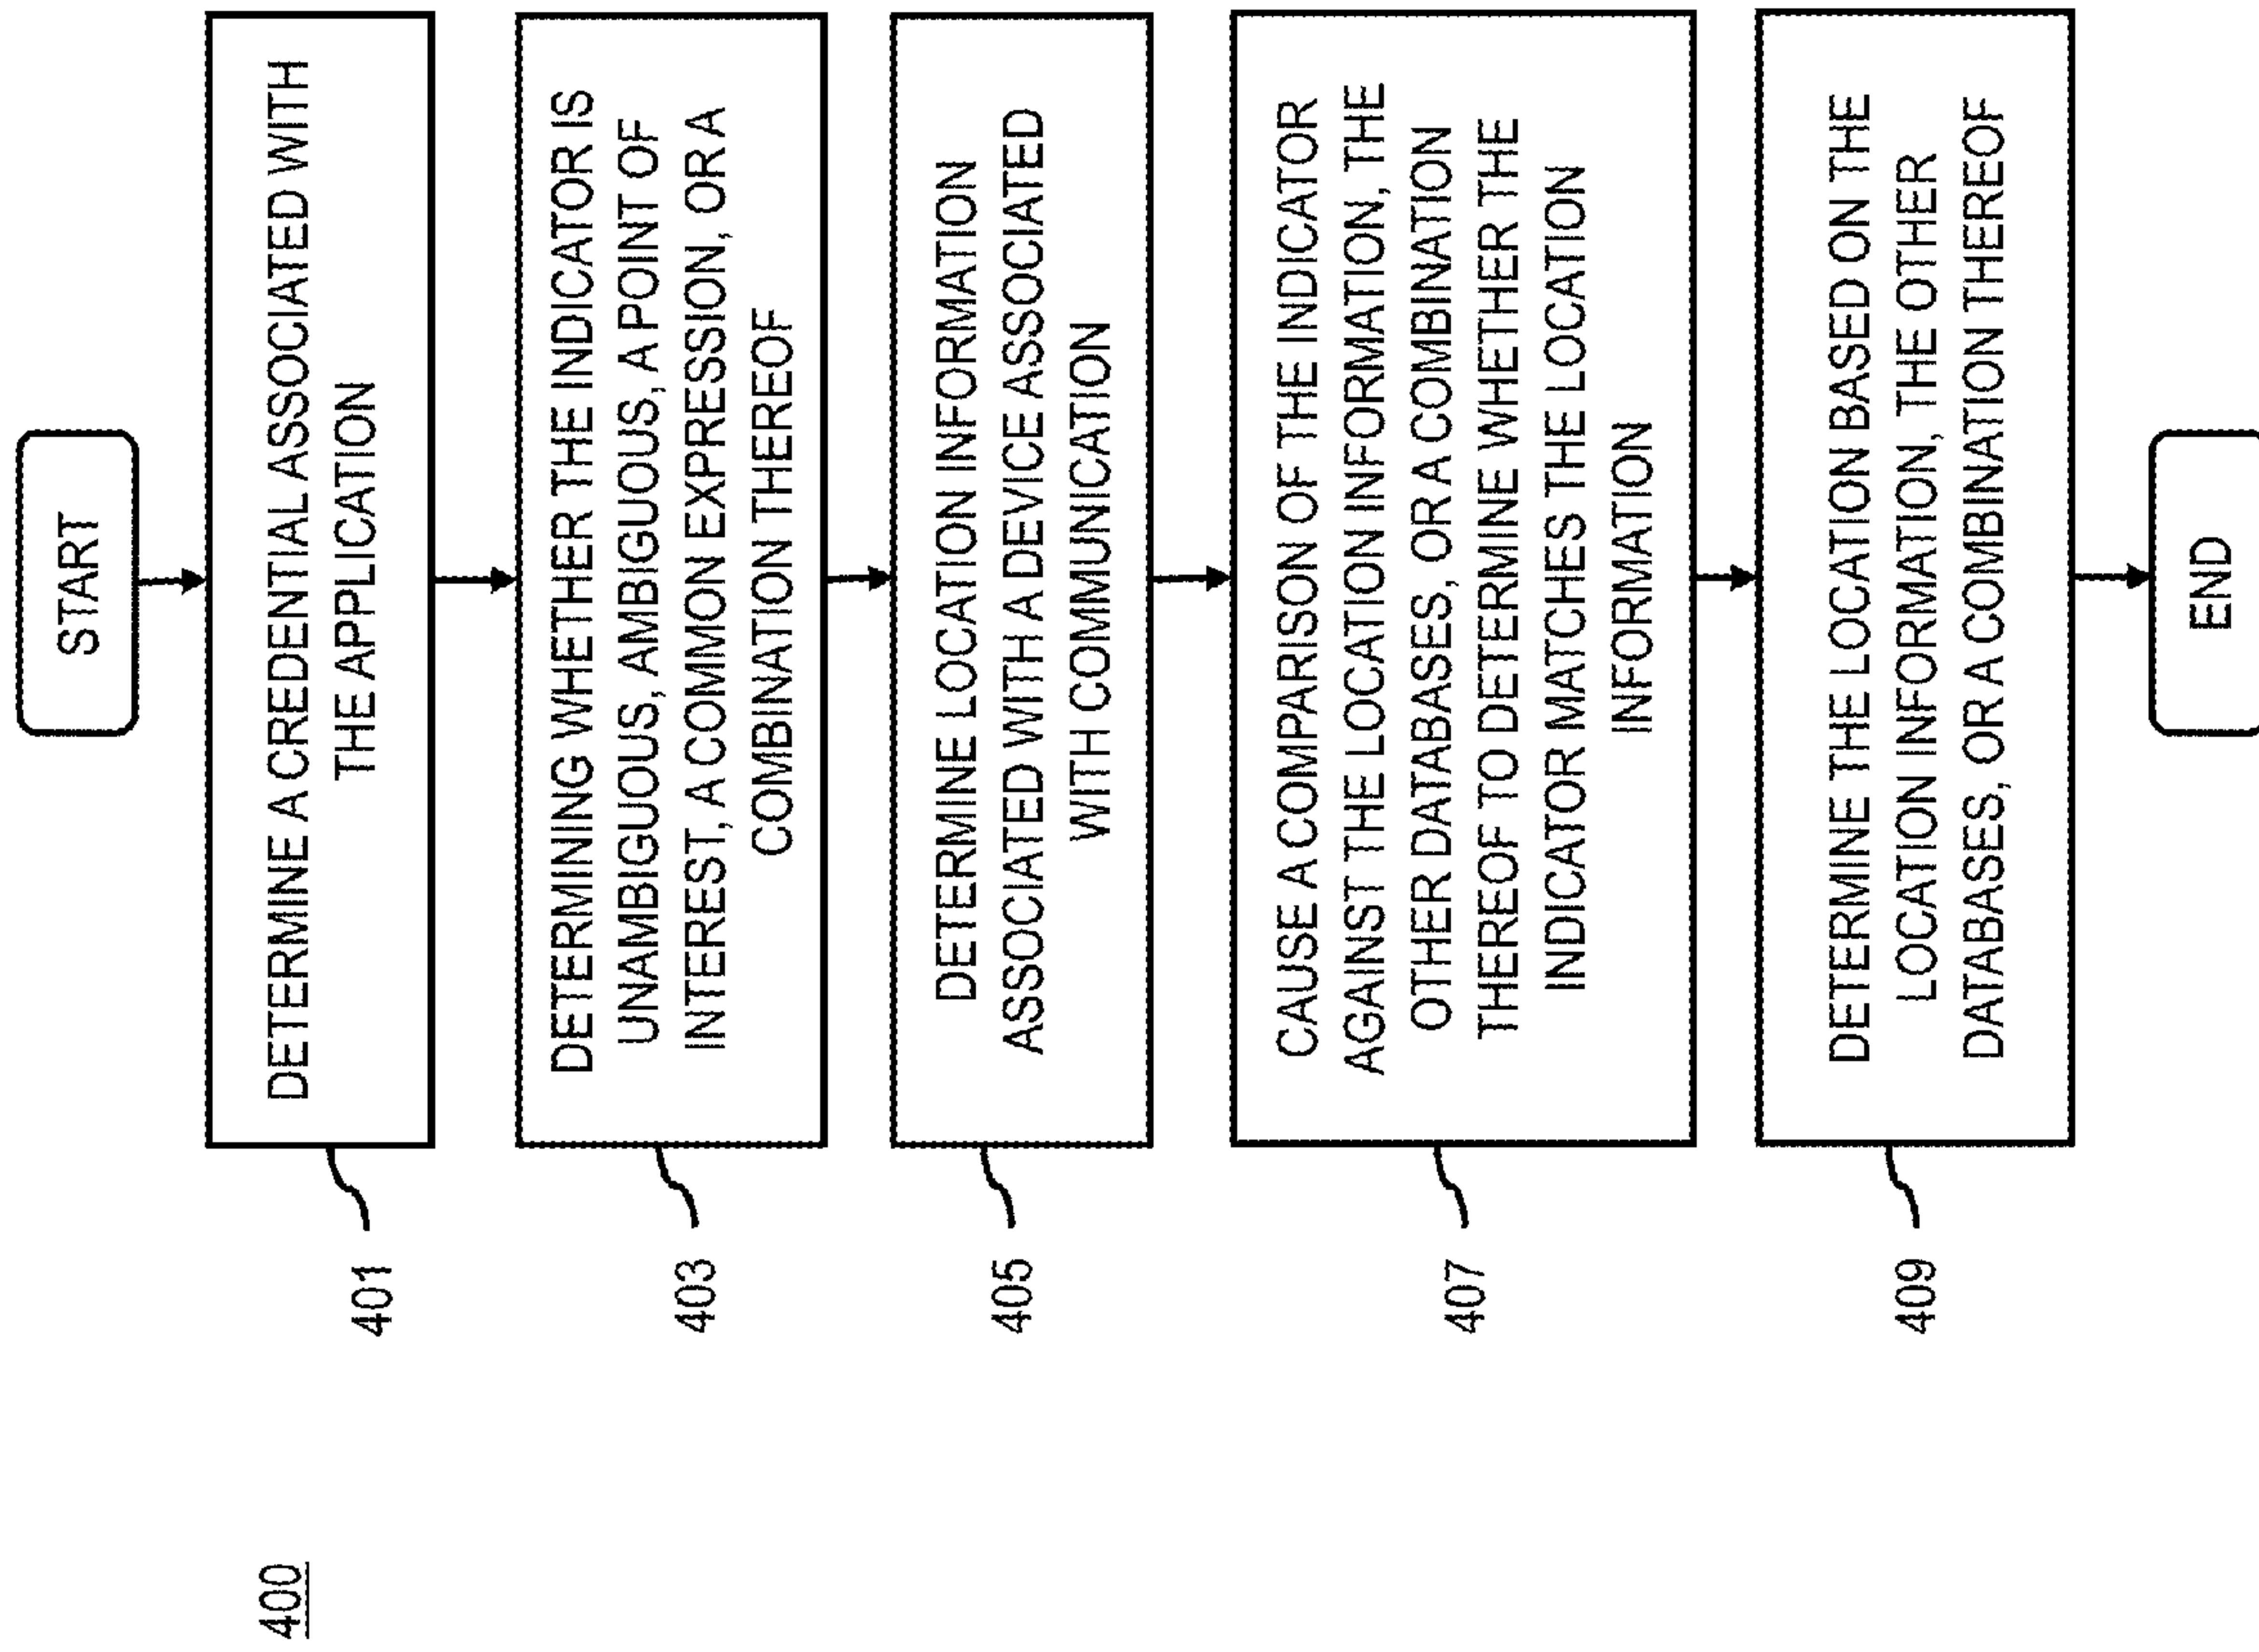 400
START
DETERMINE A CREDENTIAL ASSOCIATED WITH
THE APPLICATION
401
DETERMINING WHETHER THE INDICATOR IS
UNAMBIGUOUS, AMBIGUOUS, A POINT OF
INTEREST, A COMMON EXPRESSION, OR A
COMBINATION THEREOF
403
DETERMINE LOCATION INFORMATION
ASSOCIATED WITH A DEVICE ASSOCIATED
WITH COMMUNICATION
405
CAUSE A COMPARISON OF THE INDICATOR
AGAINST THE LOCATION INFORMATION, THE
OTHER DATABASES, OR A COMBINATION
THEREOF TO DETERMINE WHETHER THE
INDICATOR MATCHES THE LOCATION
INFORMATION
407
DETERMINE THE LOCATION BASED ON THE
LOCATION INFORMATION, THE OTHER
DATABASES, OR A COMBINATION THEREOF
409
END